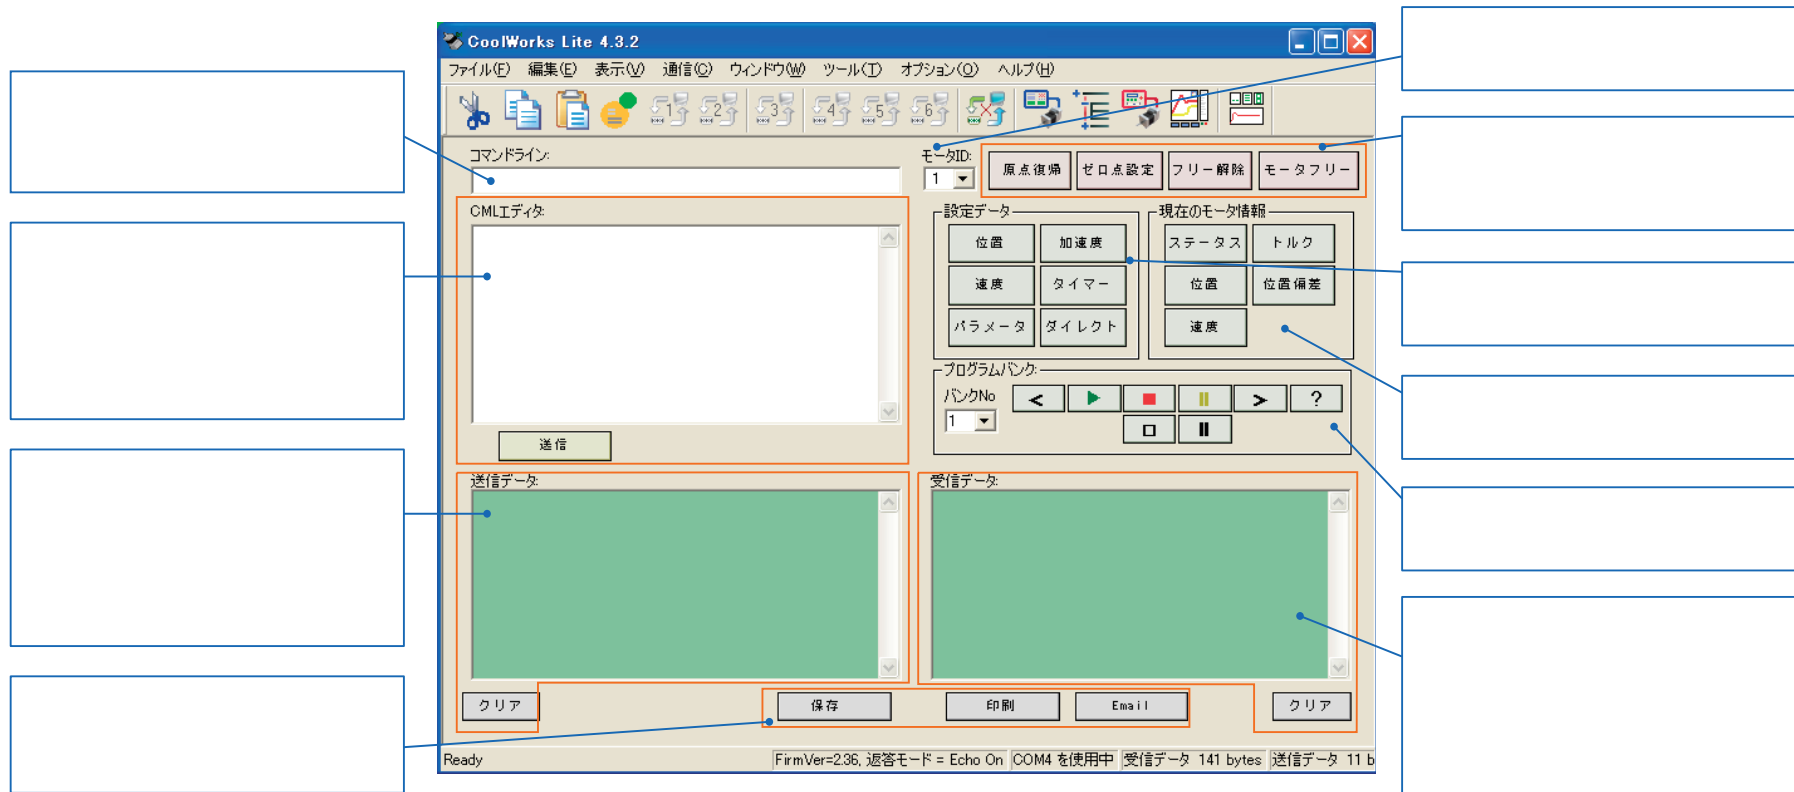 CoolWorks Lite 4.3.2
ファイル(F) 編集(E) 表示(V) 通信(C) ウィンドウ(W) ツール(T) オプション(O) ヘルプ(H)
1 2 3 4 5 6
コマンドライン:
モータID:
1
原点復帰 ゼロ点設定 フリー解除 モータフリー
CMLエディタ:
送信
設定データ
位置 加速度
速度 タイマー
パラメータ ダイレクト
現在のモータ情報
ステータス トルク
位置 位置偏差
速度
プログラムバンク:
バンクNo
1
< > ?
送信データ:
受信データ:
クリア 保存 印刷 Email クリア
Ready FirmVer=2.36, 返答モード = Echo On COM4 を使用中 受信データ 141 bytes 送信データ 11 b